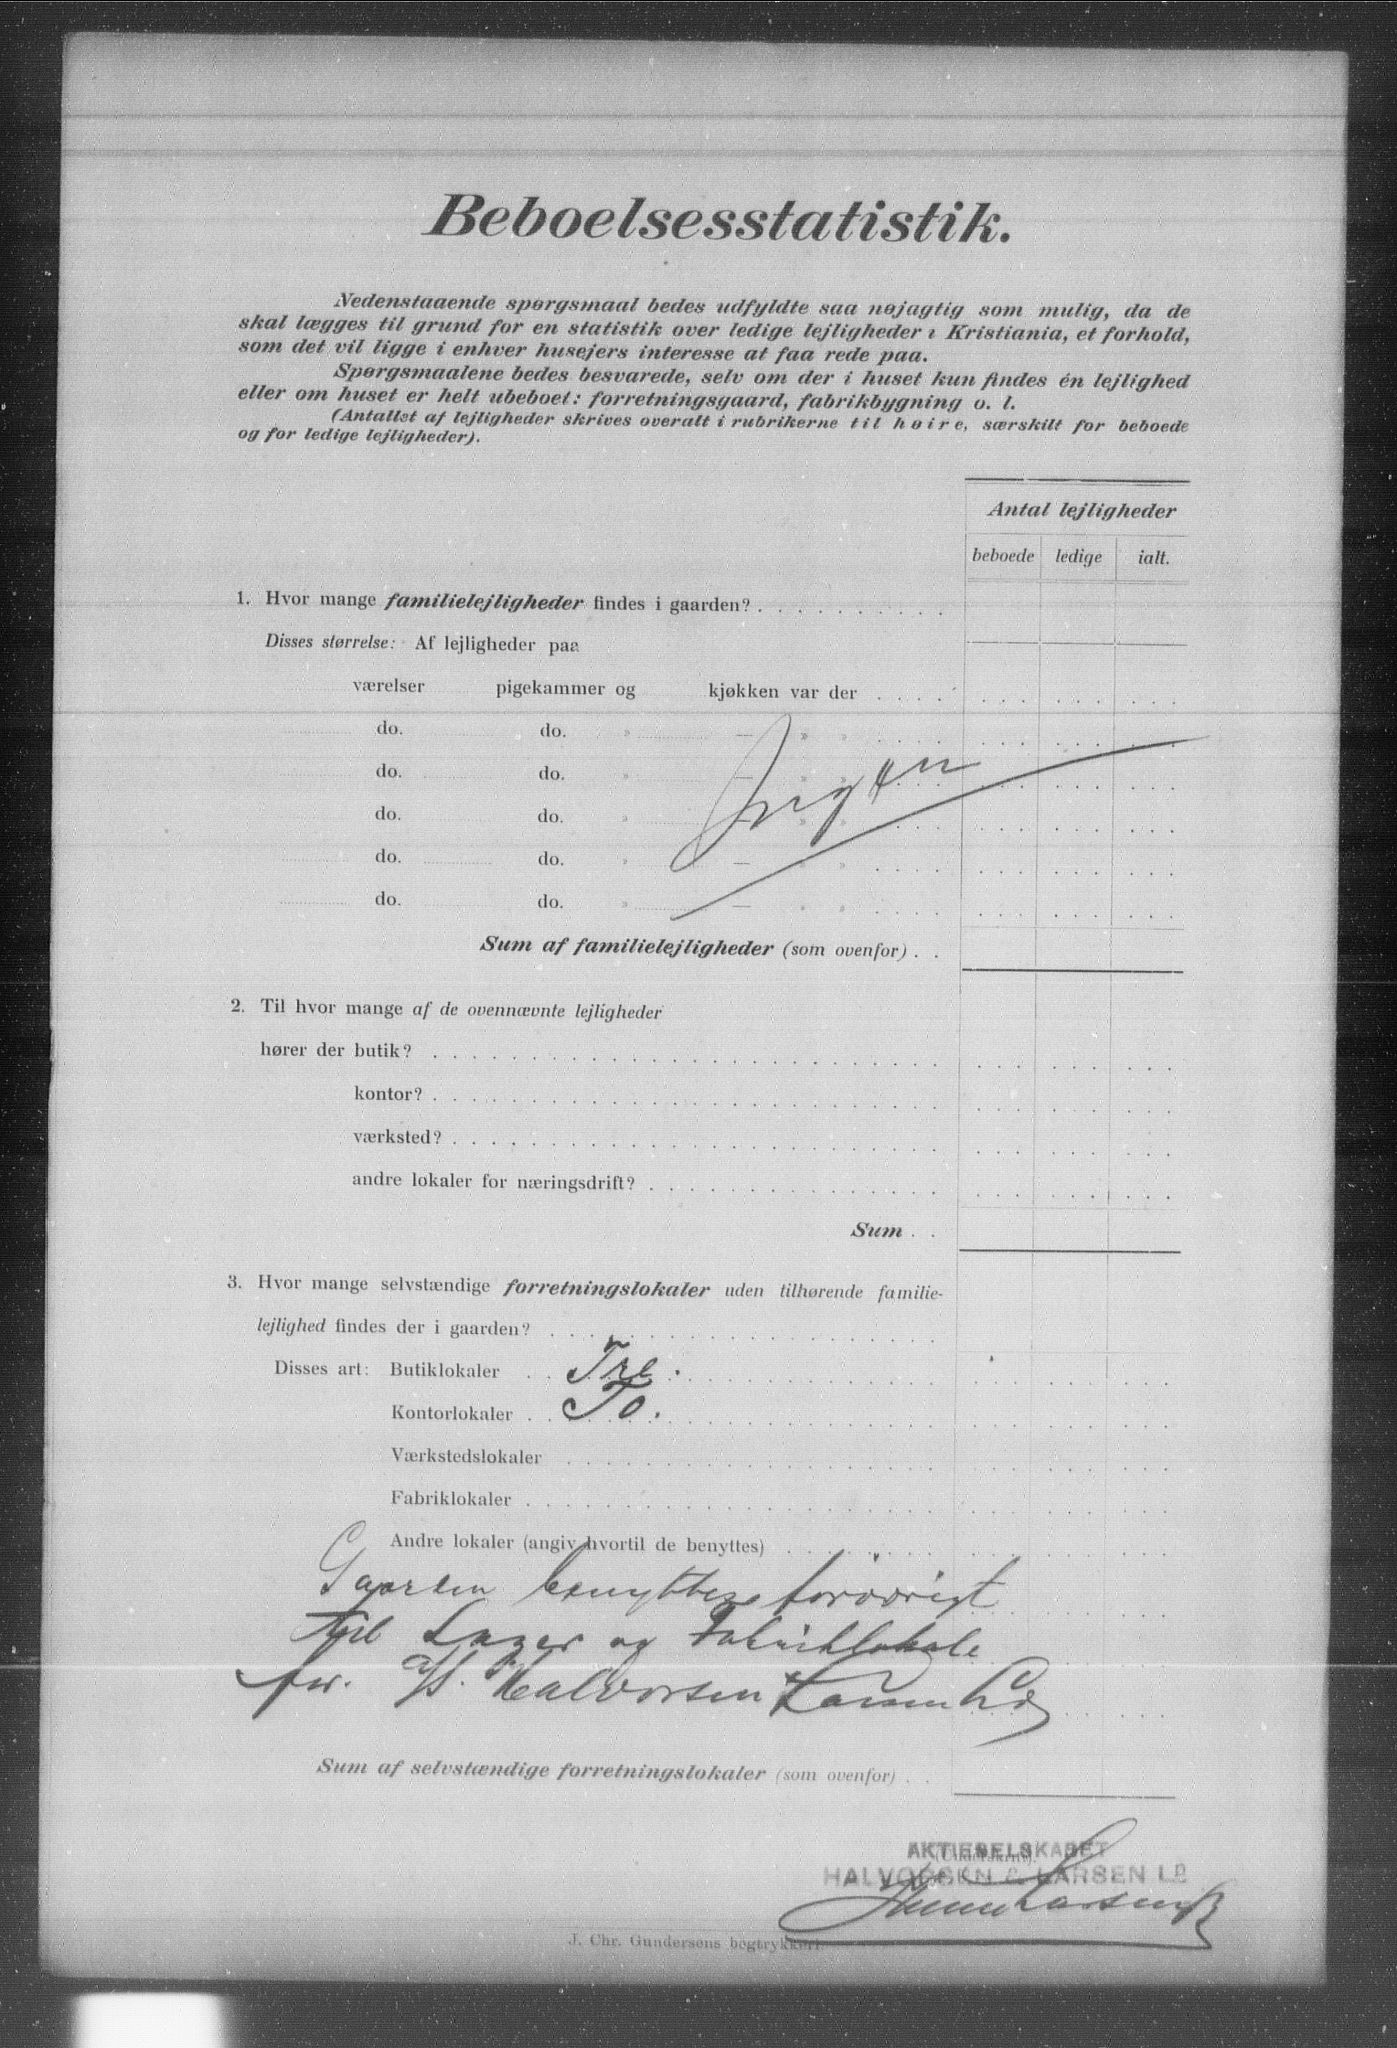 Beboelsesstatistik.
Nedenstaaende spørgsmaal bedes udfyldte saa nøjagtig som mulig, da de
skal lægges til grund for en statistik over ledige lejligheder i Kristiania, et forhold,
som det vil ligge i enhver husejers interesse at faa rede paa.
Spørgsmaalene bedes besvarede, selv om der i huset kun findes én lejlighed
eller om huset er helt ubeboet: forretningsgaard, fabrikbygning o. l.
(Antallet af lejligheder skrives overalt i rubrikerne til høire, særskilt for beboede
og for ledige lejligheder).
Antal lejligheder
beboede ledige ialt.
1. Hvor mange familielejligheder findes i gaarden?
Disses størrelse: Af lejligheder paa
værelser pigekammer og kjøkken var der
do. do. » — » »
do. do. » — » »
Ingen
do. do. » — » »
do. do. » — » »
do. do. » — » »
Sum af familielejligheder (som ovenfor)
2. Til hvor mange af de ovennævnte lejligheder
hører der butik?
kontor?
værksted?
andre lokaler for næringsdrift?
Sum
3. Hvor mange selvstændige forretningslokaler uden tilhørende familie-
lejlighed findes der i gaarden?
Disses art: Butiklokaler Tre.
Kontorlokaler To.
Værkstedslokaler
Fabriklokaler
Andre lokaler (angiv hvortil de benyttes)
Gaarden benyttes forøvrigt
til Lager og Fabriklokale
for A/S. Halvorsen & Larsen Ld
Sum af selvstændige forretningslokaler (som ovenfor)
AKTIESELSKABET
(Underskrift).
HALVORSEN & LARSEN LD
Larsen
J. Chr. Gundersens bogtrykkeri.